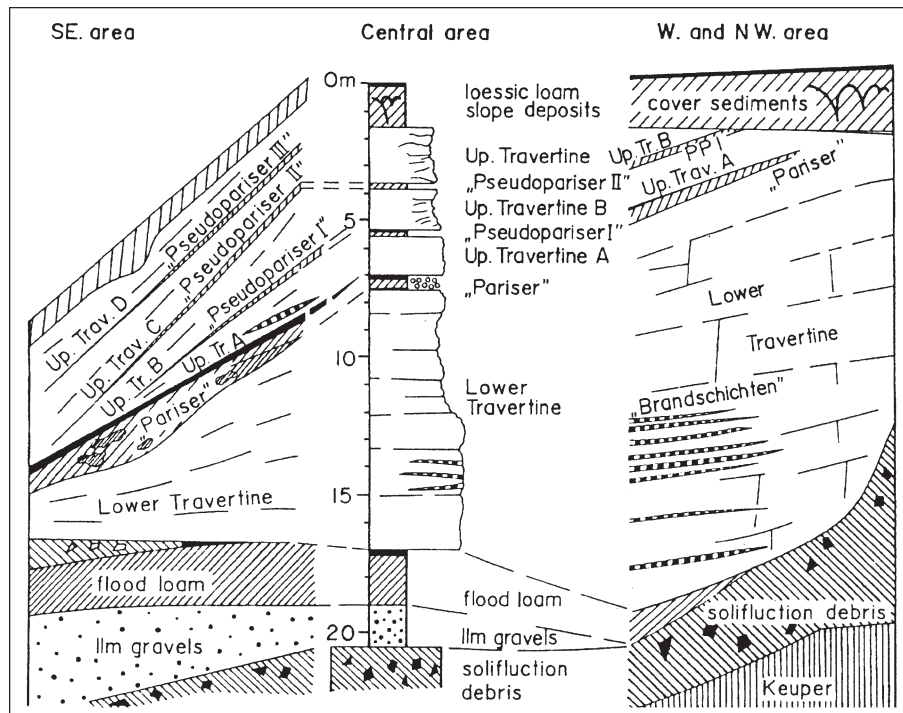 SE. area
Central area
W. and NW. area
Om
5
10
15
20
loessic loam
slope deposits
Up. Travertine
„Pseudopariser II”
Up. Travertine B
„Pseudopariser I”
Up. Travertine A
„Pariser”
Lower
Travertine
flood loam
Ilm gravels
solifluction
debris
„Pseudopariser III”
Up. Trav. D
„Pseudopariser II”
Up. Trav. C
„Pseudopariser I”
Up. Tr. B
Up. Tr. A
„Pariser”
Lower Travertine
flood loam
Ilm gravels
cover sediments
Up. Tr. B
PPI
Up. Trav. A
„Pariser”
Lower
Travertine
„Brandschichten”
solifluction debris
Keuper